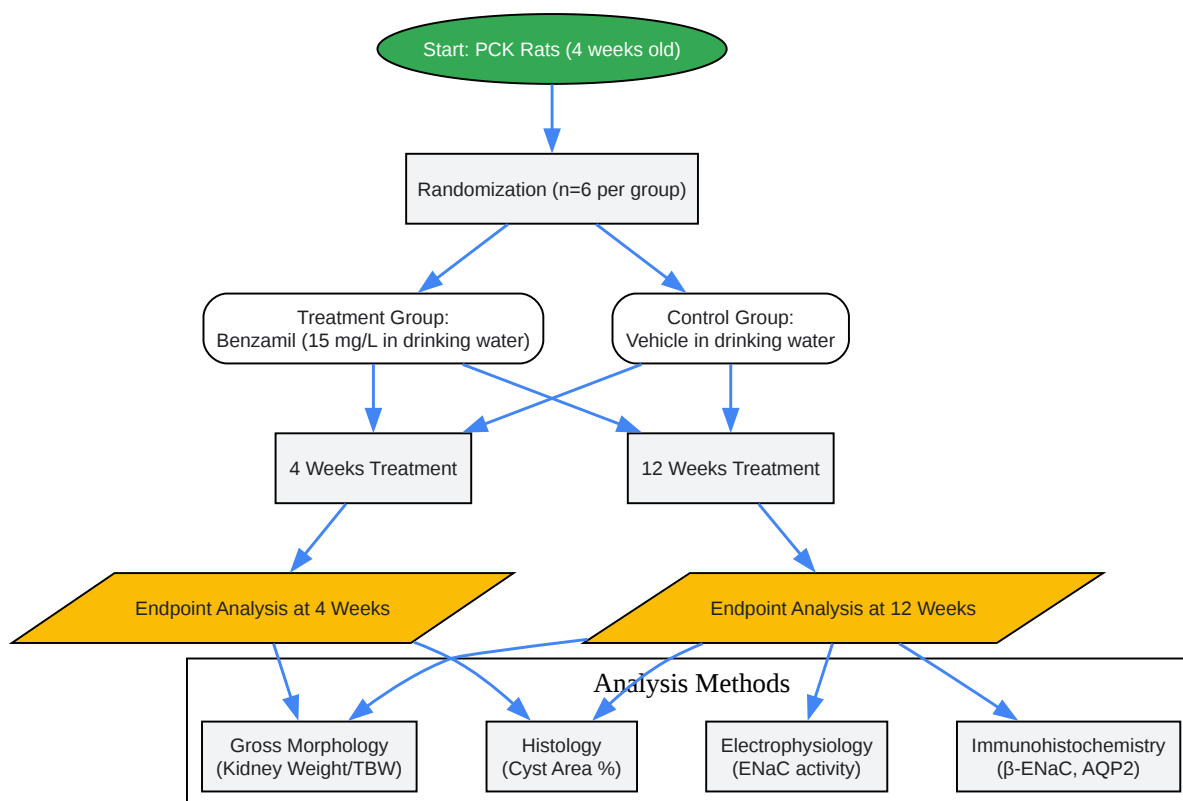 Start: PCK Rats (4 weeks old)
Randomization (n=6 per group)
Treatment Group:
Benzamil (15 mg/L in drinking water)
Control Group:
Vehicle in drinking water
4 Weeks Treatment
12 Weeks Treatment
Endpoint Analysis at 4 Weeks
Endpoint Analysis at 12 Weeks
Analysis Methods
Gross Morphology
(Kidney Weight/TBW)
Histology
(Cyst Area %)
Electrophysiology
(ENaC activity)
Immunohistochemistry
(β-ENaC, AQP2)